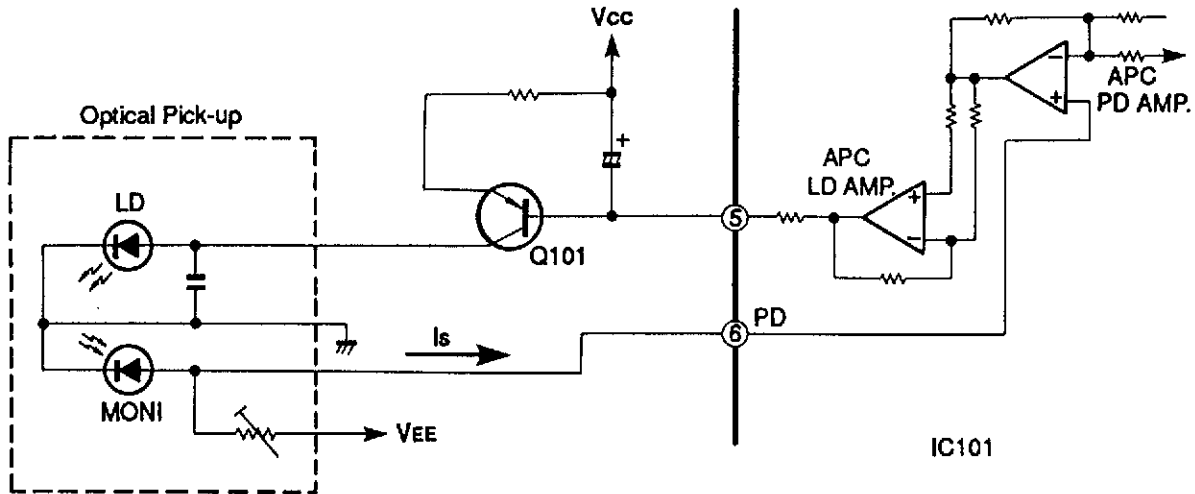 Vcc
Optical Pick-up
LD
MONI
Is
VEE
Q101
+
5
6
PD
APC
LD AMP.
+
−
APC
PD AMP.
−
+
IC101